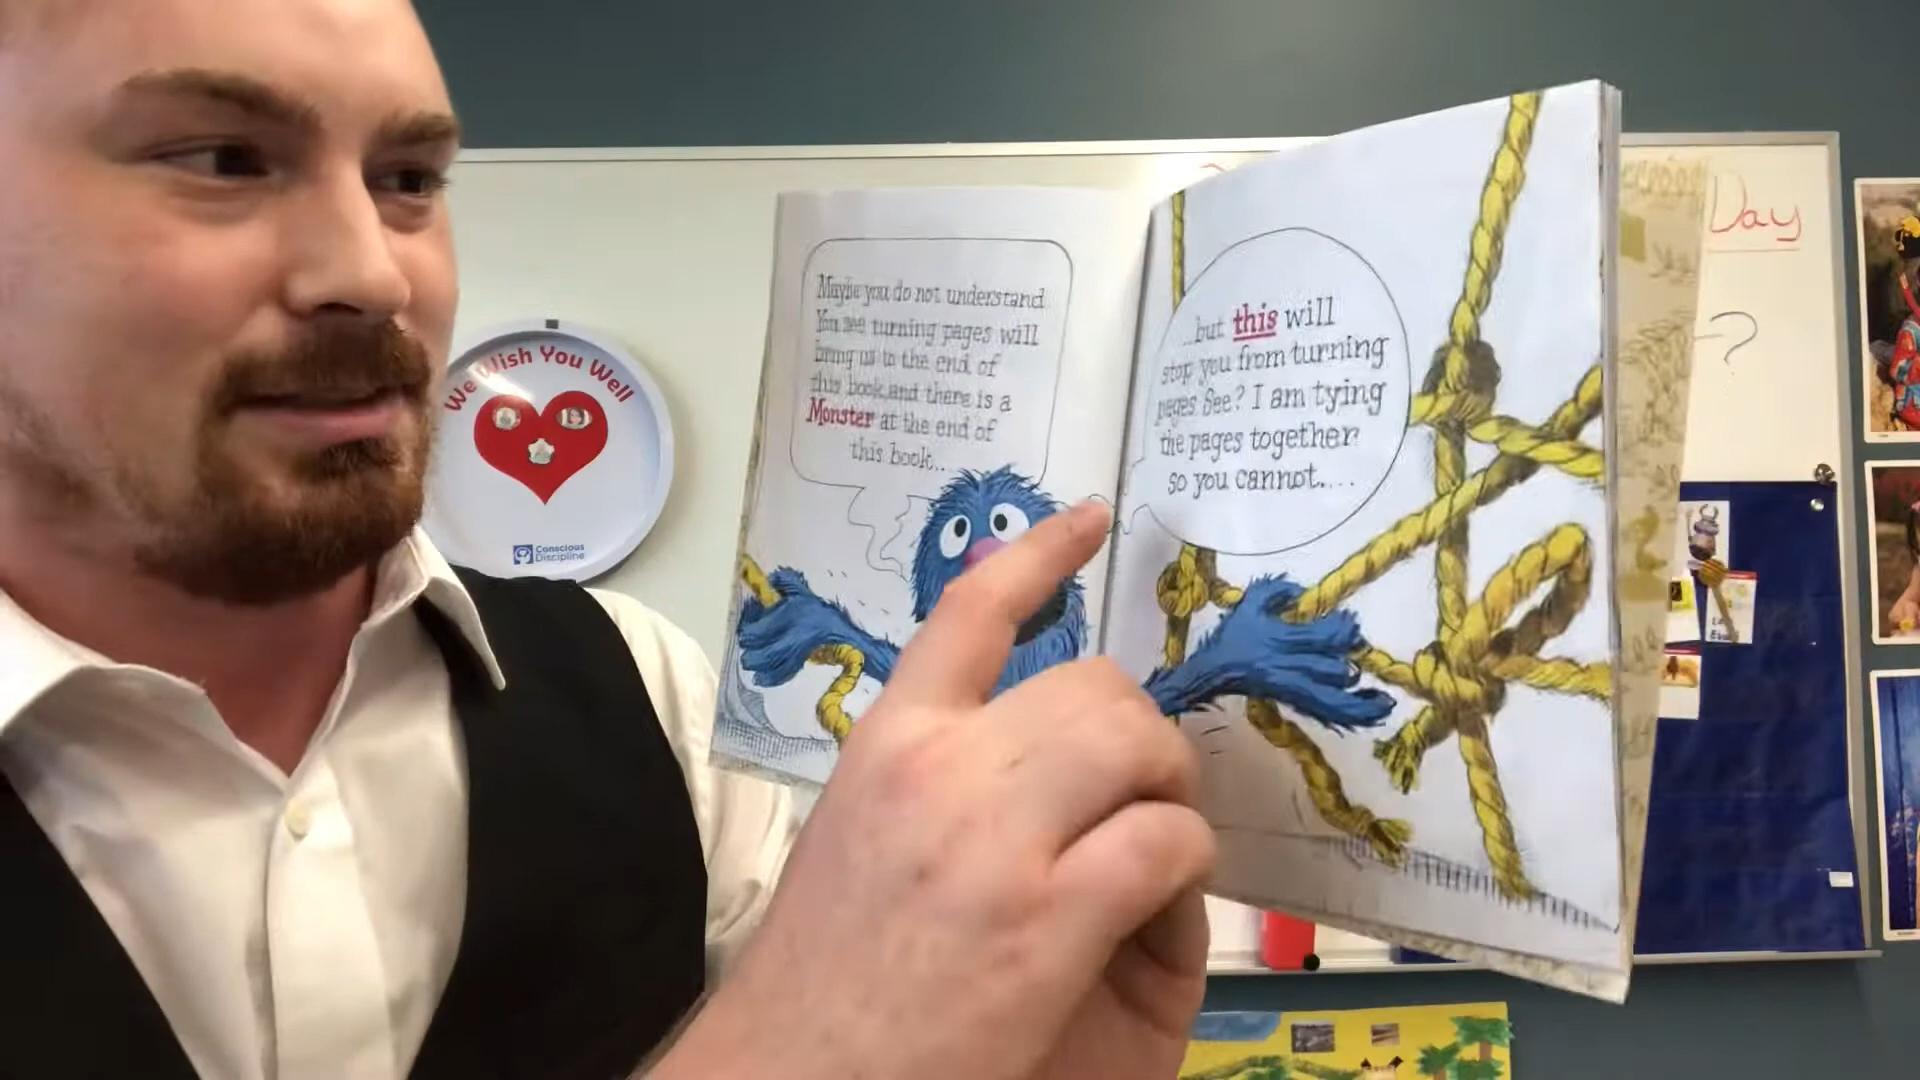 We Wish You Well
Conscious
Discipline
Maybe you do not understand
You see turning pages will
bring us to the end of
this book and there is a
Monster at the end of
this book...
...but this will
stop you from turning
pages See? I am tying
the pages together
so you cannot....
Day
?